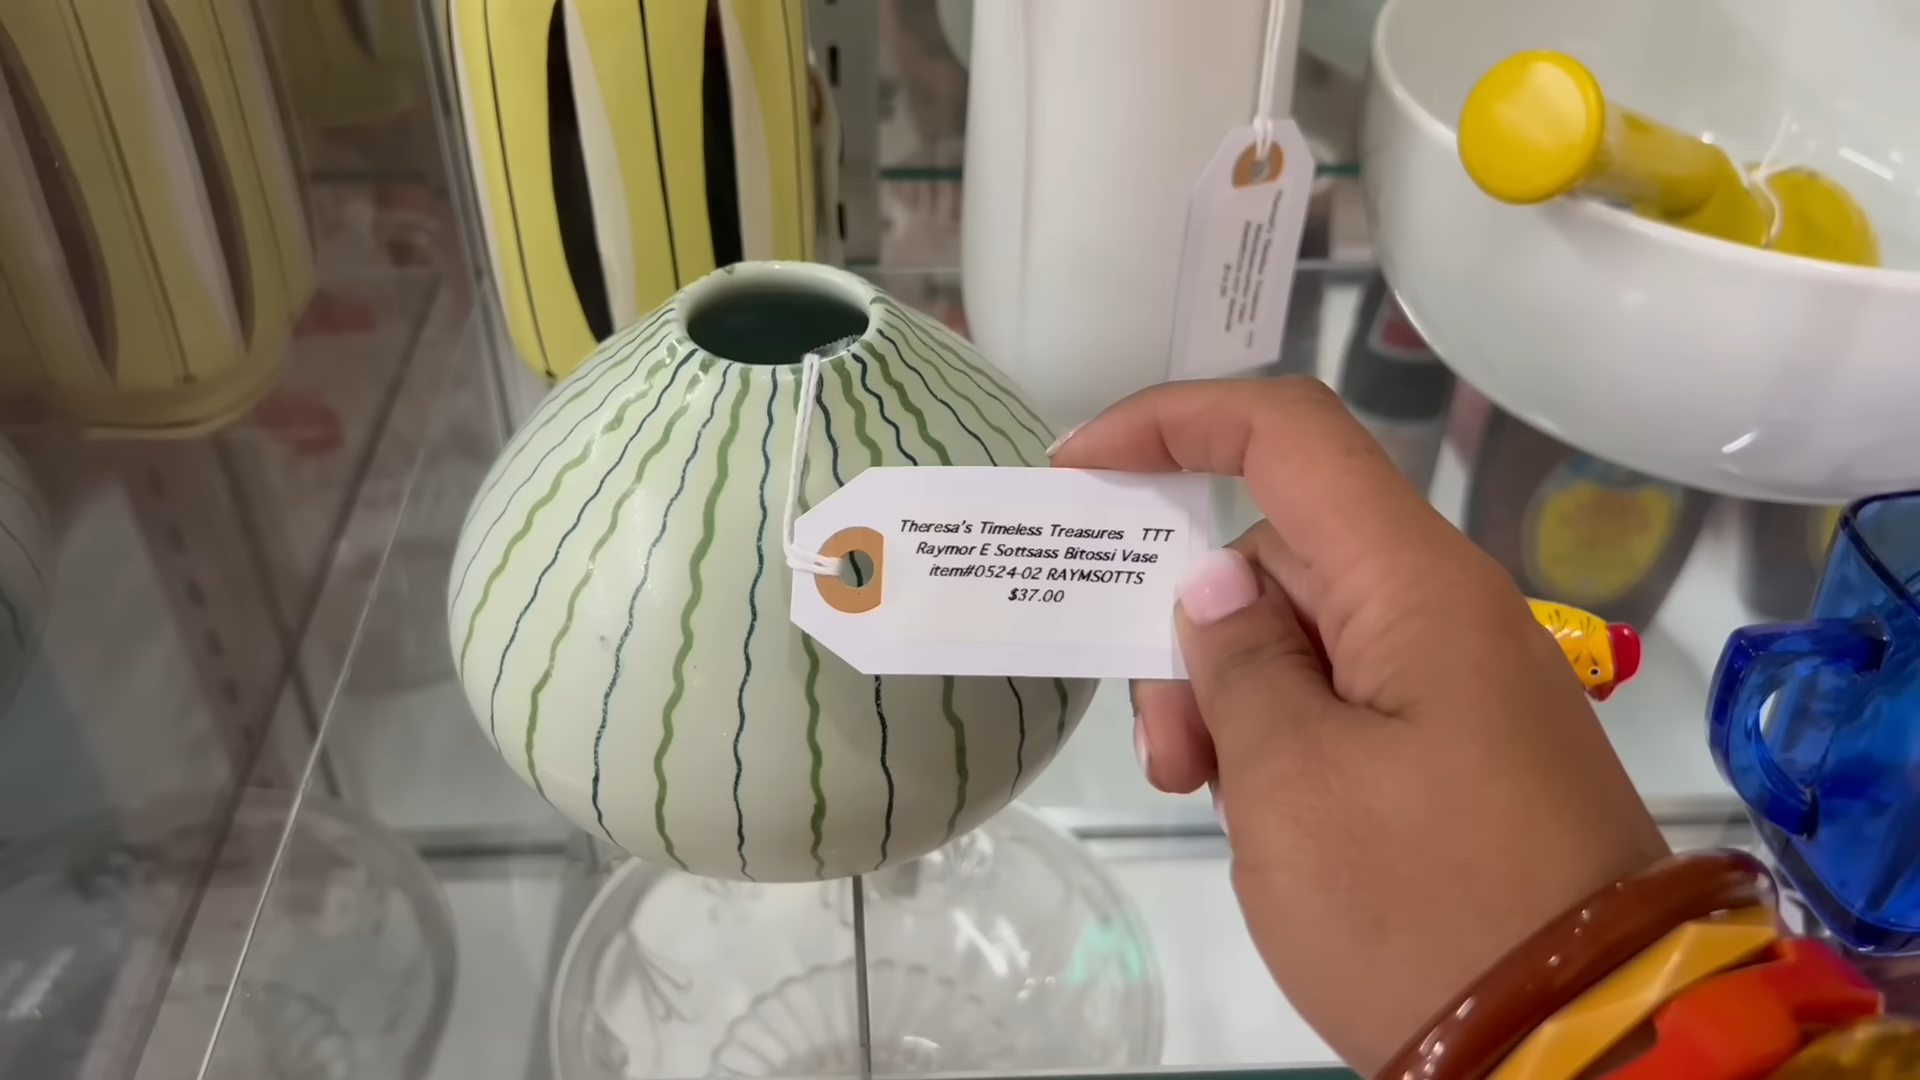 Theresa's Timeless Treasures TTT
Raymor E Sottsass Bitossi Vase
item#0524-02 RAYMSOTTS
$37.00